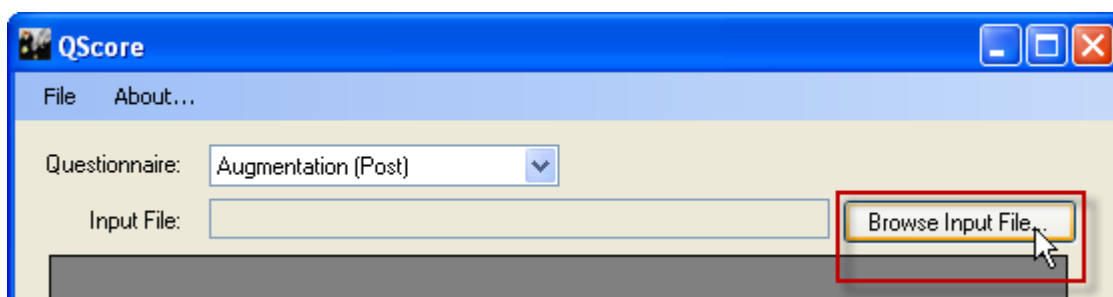 QScore
File About...
Questionnaire: Augmentation (Post)
Input File: Browse Input File...